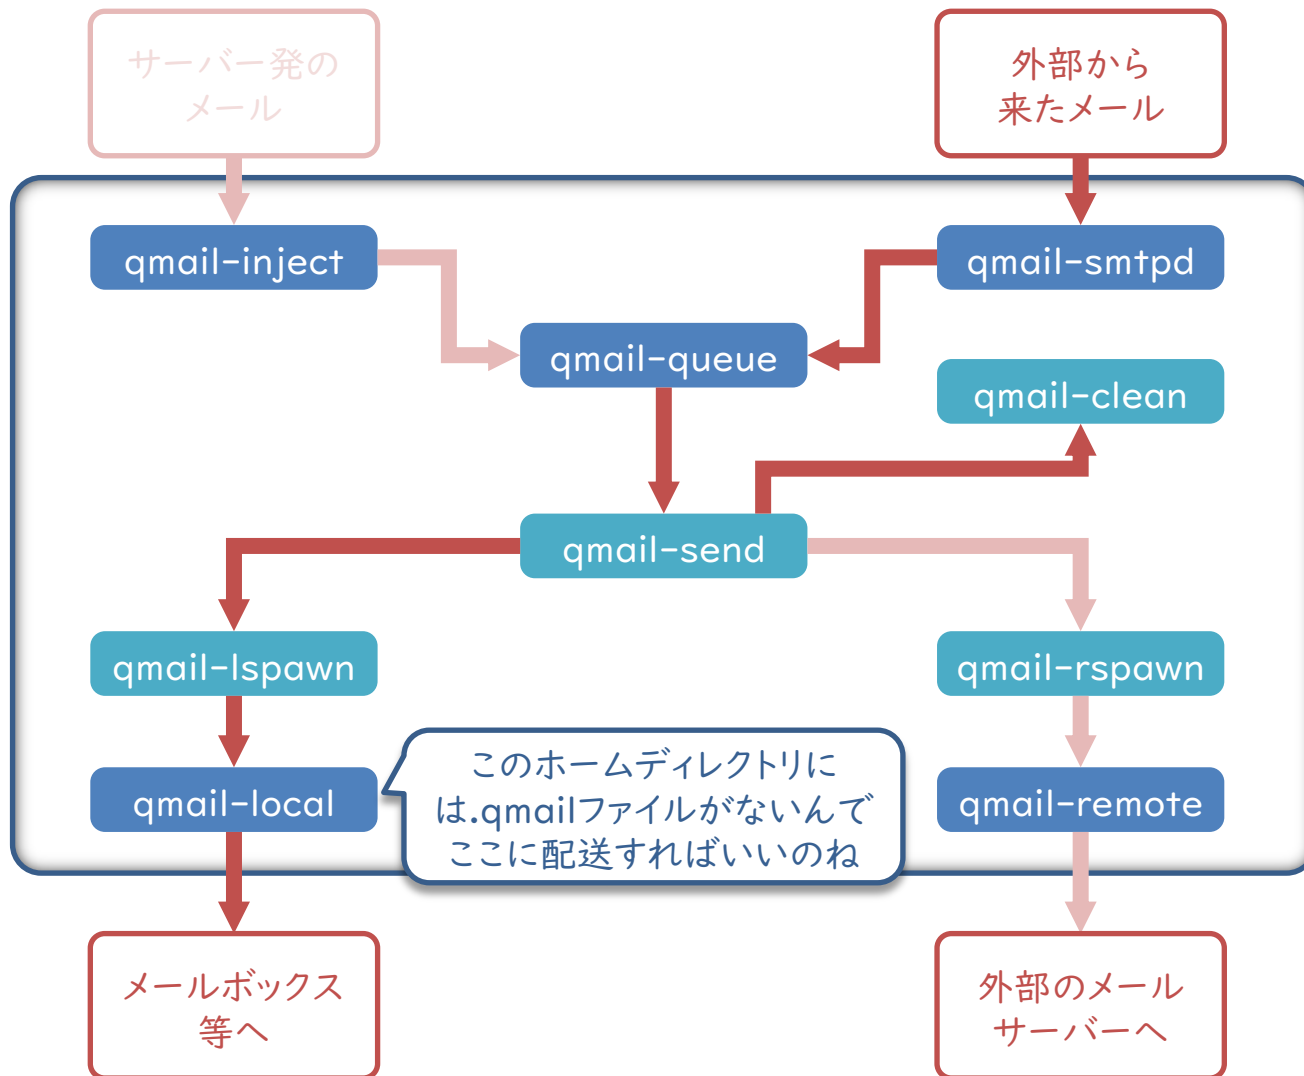 サーバー発の
メール
外部から
来たメール
qmail-inject
qmail-smtpd
qmail-queue
qmail-clean
qmail-send
qmail-lspawn
qmail-rspawn
qmail-local
このホームディレクトリに
は.qmailファイルがないんで
ここに配送すればいいのね
qmail-remote
メールボックス
等へ
外部のメール
サーバーへ